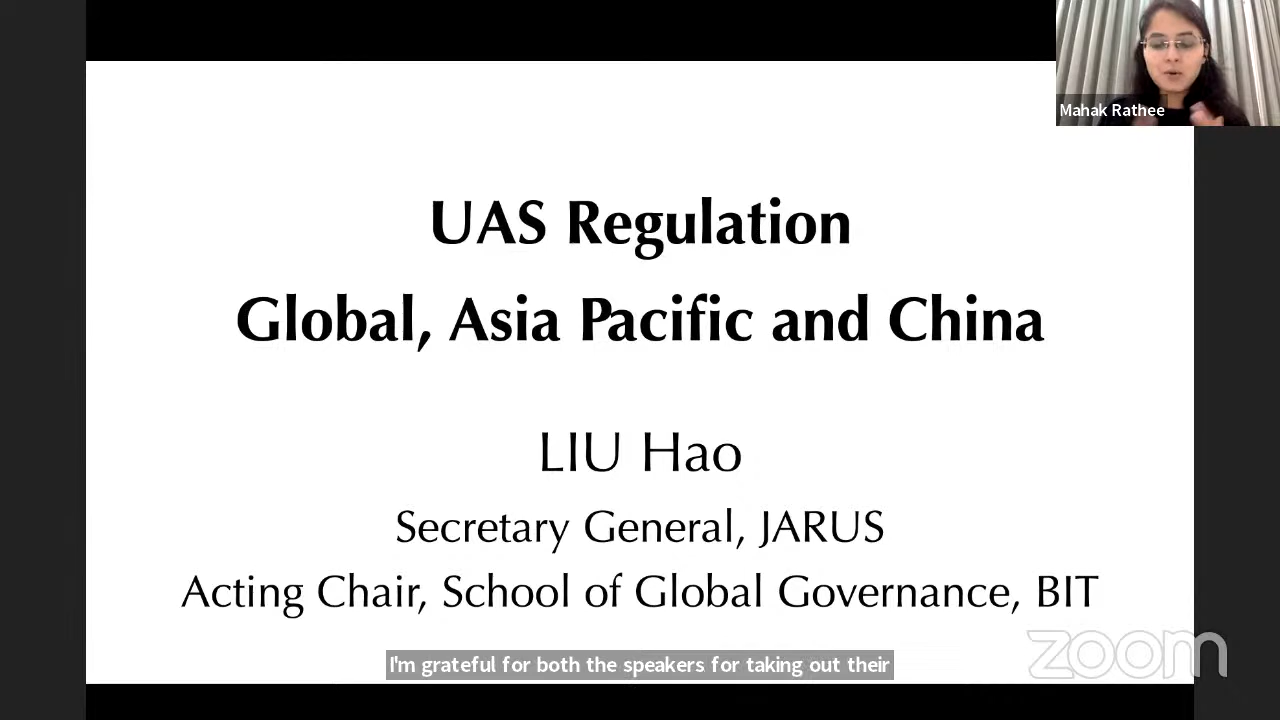 Mahak Rathee
UAS Regulation
Global, Asia Pacific and China
LIU Hao
Secretary General, JARUS
Acting Chair, School of Global Governance, BIT
zoom
I'm grateful for both the speakers for taking out their